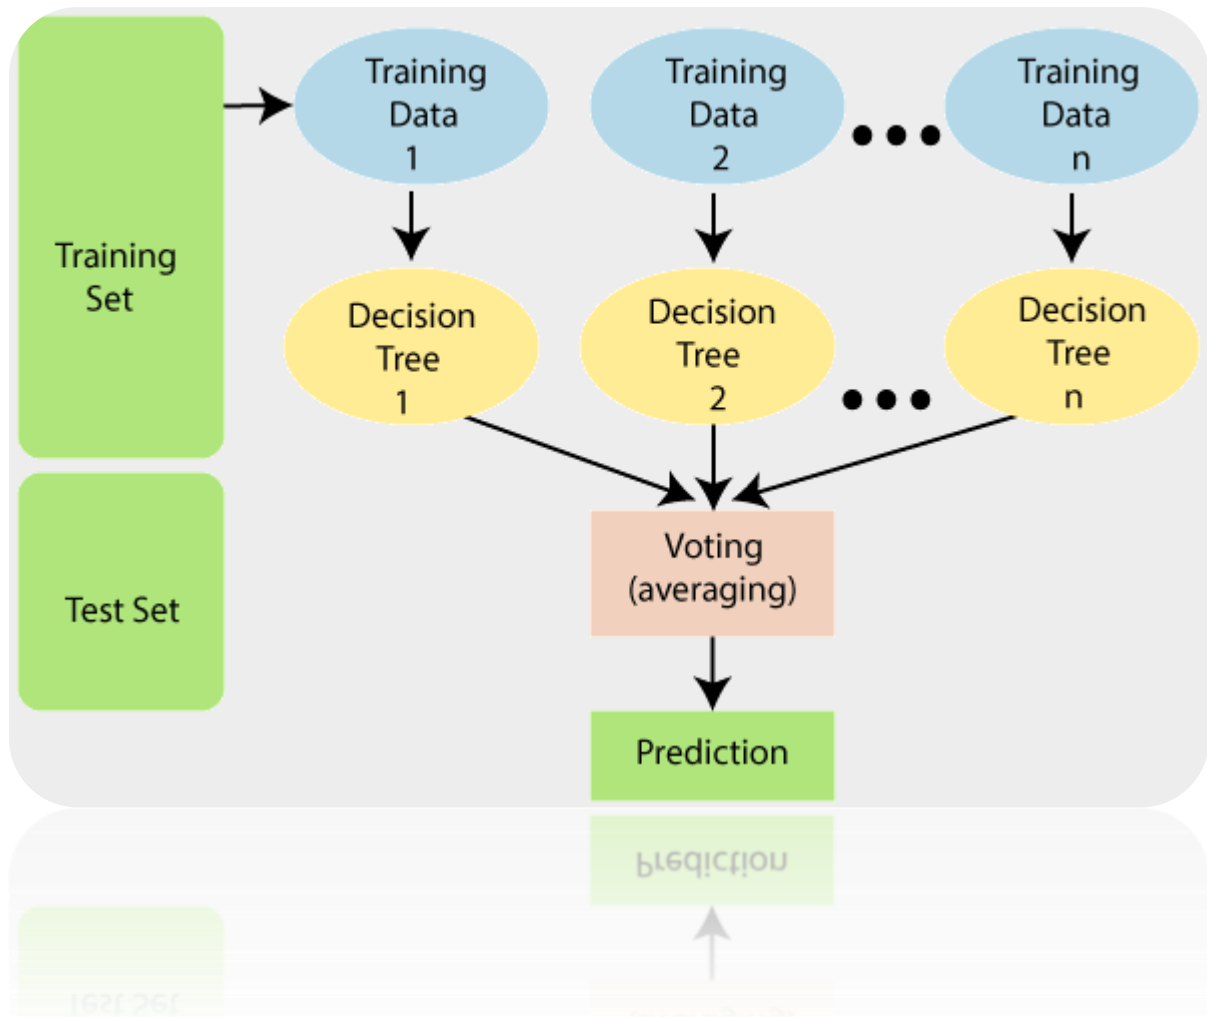 Training
Data
1
Training
Data
2
Training
Data
n
Training
Set
Decision
Tree
1
Decision
Tree
2
Decision
Tree
n
Voting
(averaging)
Test Set
Prediction